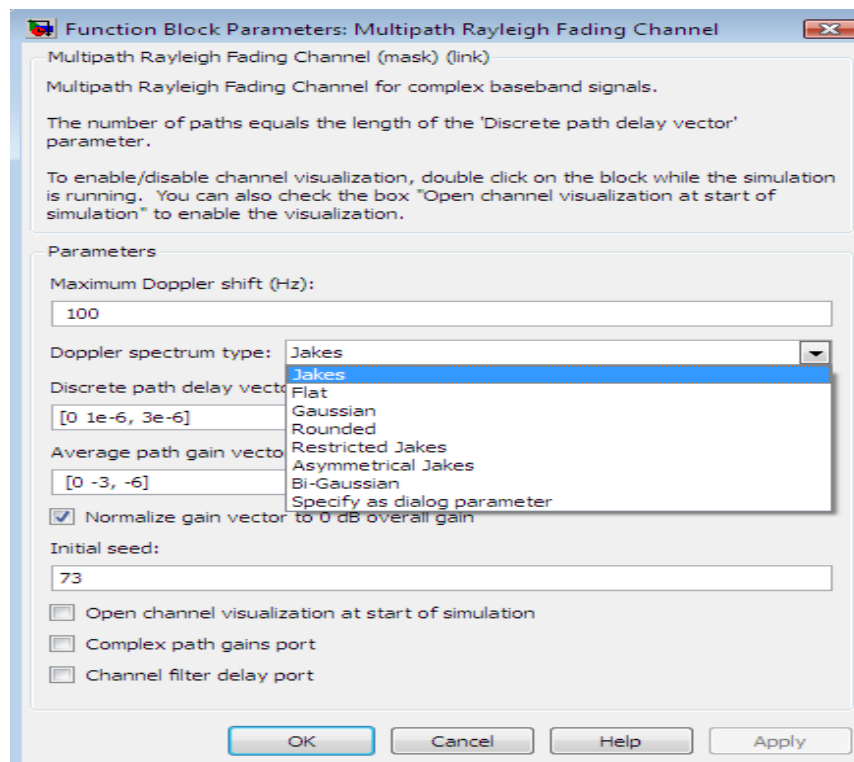 Function Block Parameters: Multipath Rayleigh Fading Channel
Multipath Rayleigh Fading Channel (mask) (link)
Multipath Rayleigh Fading Channel for complex baseband signals.
The number of paths equals the length of the 'Discrete path delay vector'
parameter.
To enable/disable channel visualization, double click on the block while the simulation
is running. You can also check the box "Open channel visualization at start of
simulation" to enable the visualization.
Parameters
Maximum Doppler shift (Hz):
100
Doppler spectrum type: Jakes
Jakes
Discrete path delay vecto
Flat
Gaussian
[0 1e-6, 3e-6]
Rounded
Restricted Jakes
Average path gain vecto
Asymmetrical Jakes
Bi-Gaussian
[0 -3, -6]
Specify as dialog parameter
Normalize gain vector to 0 dB overall gain
Initial seed:
73
Open channel visualization at start of simulation
Complex path gains port
Channel filter delay port
OK Cancel Help Apply